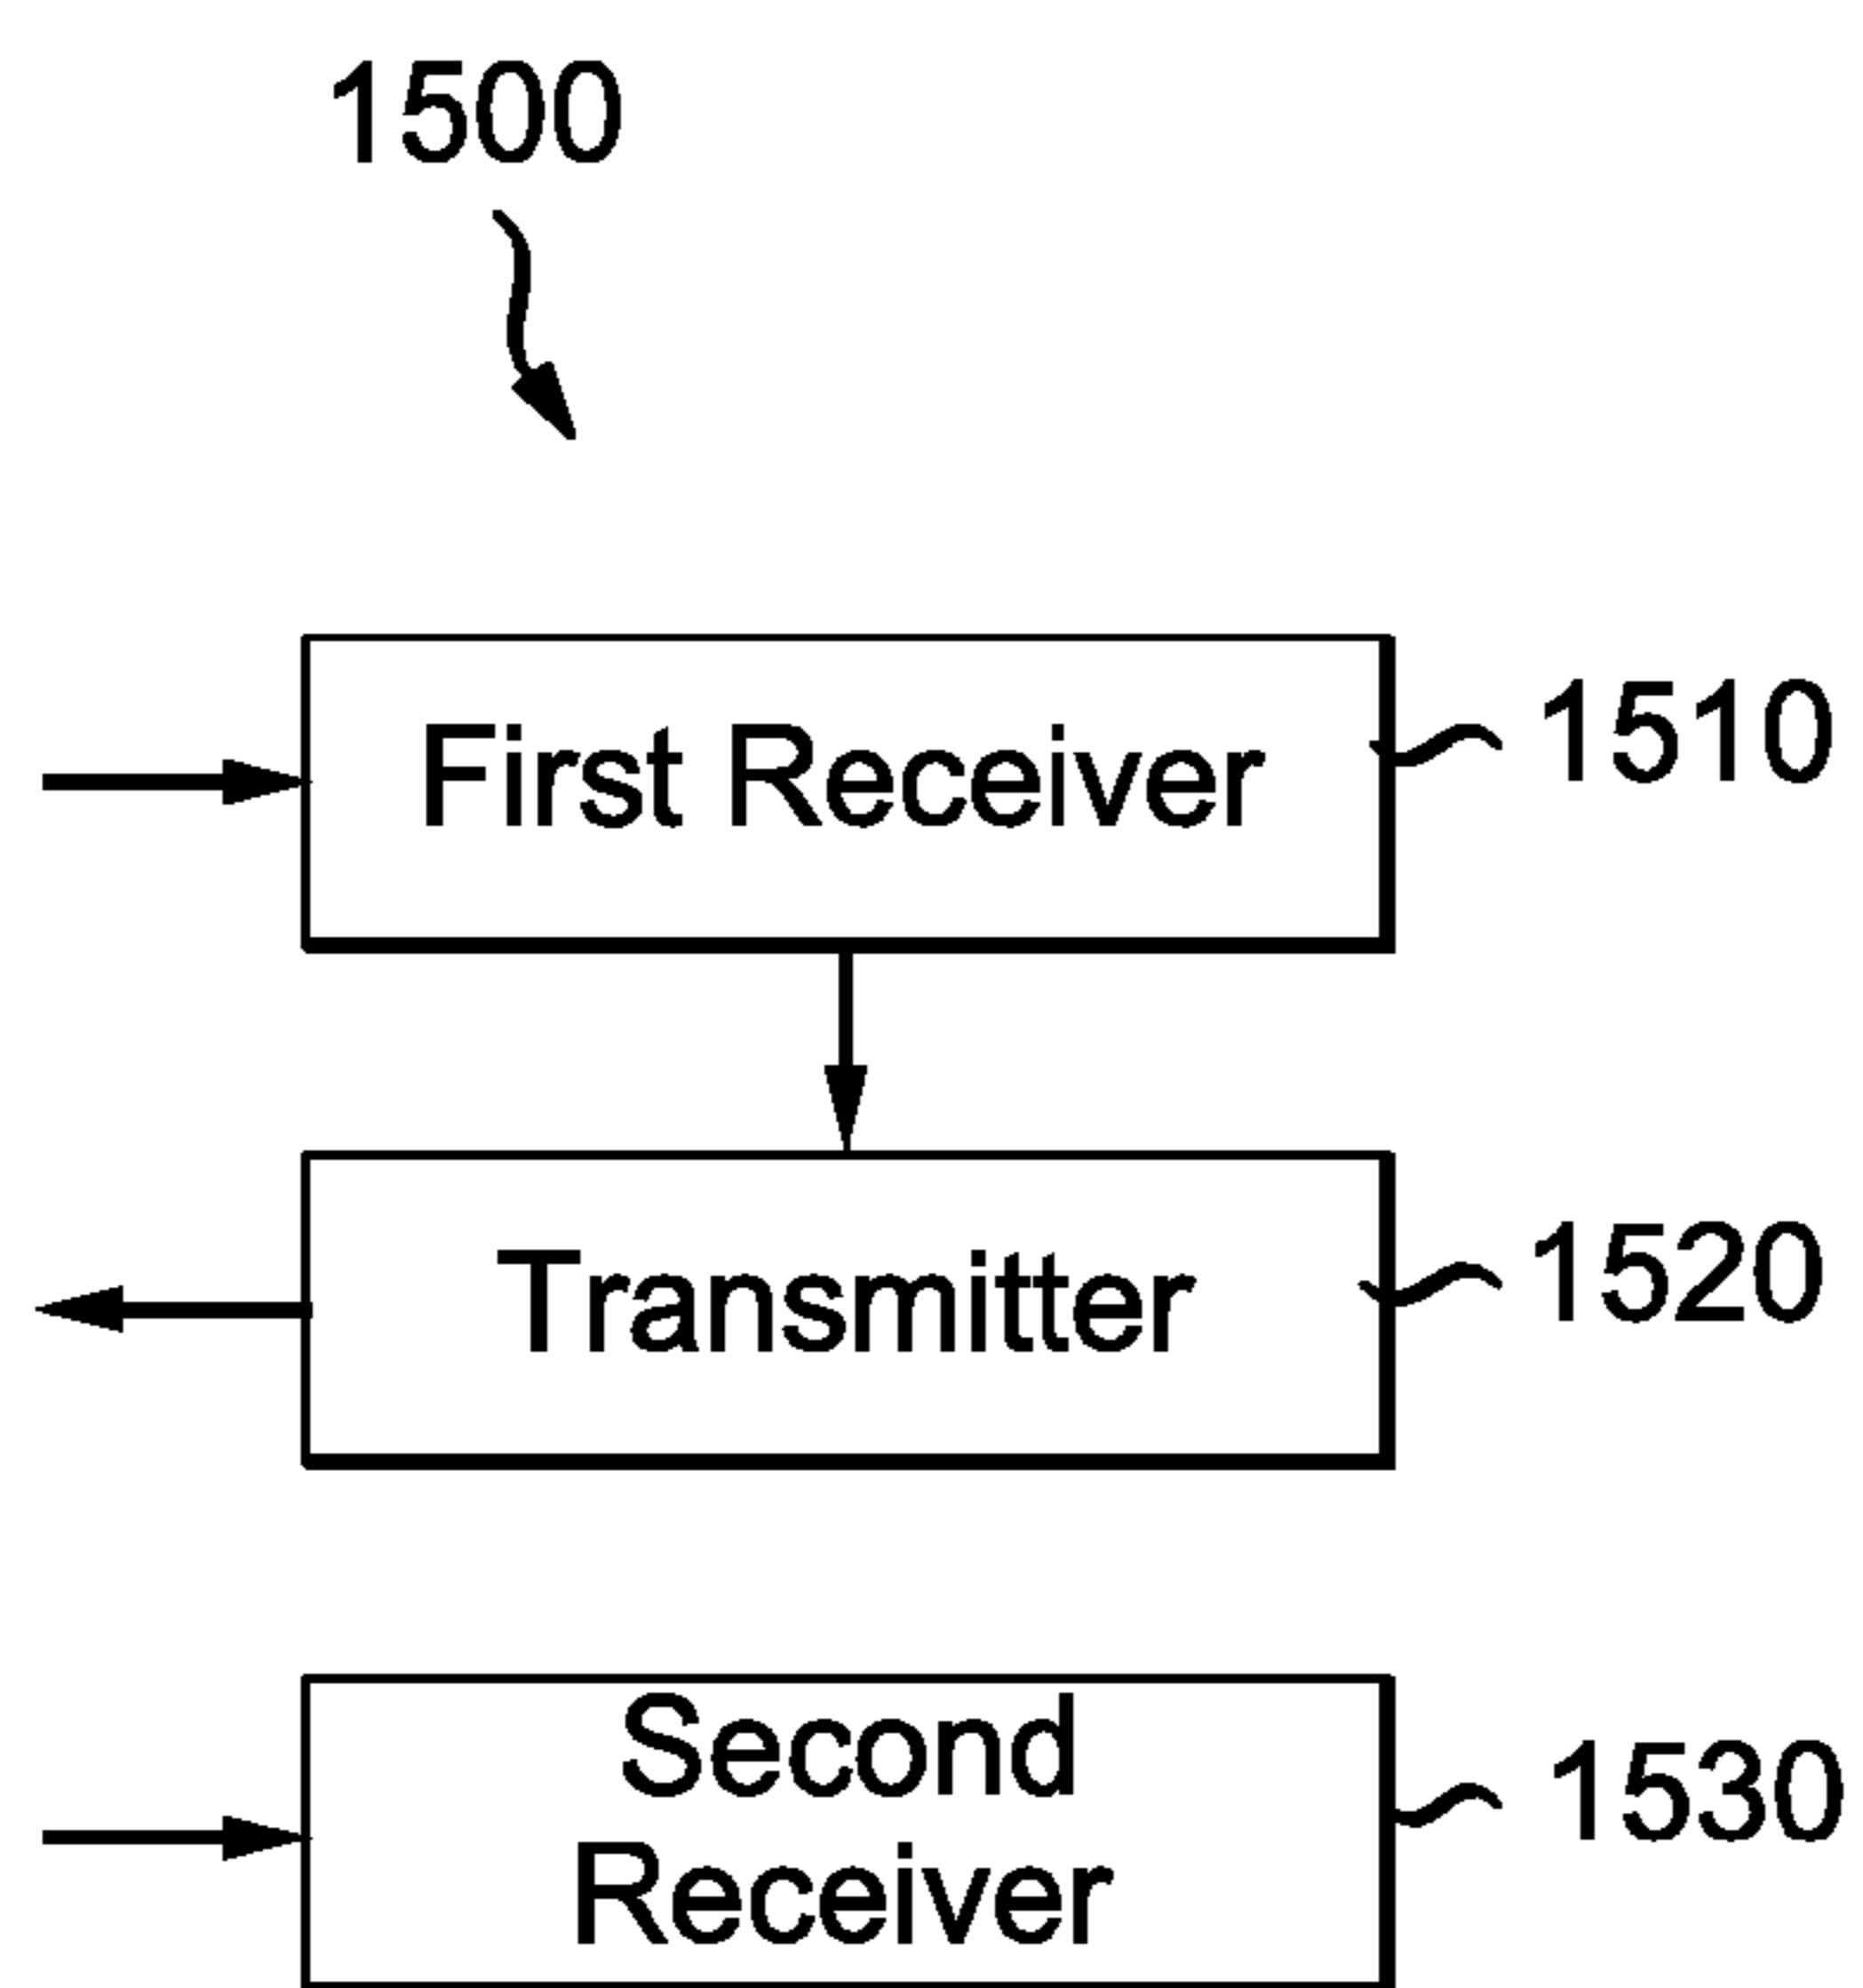 1500
First Receiver
1510
Transmitter
1520
Second
Receiver
1530